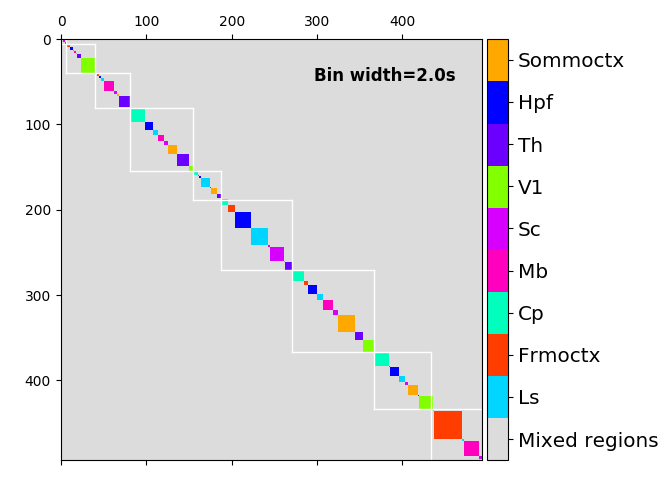 0 100 200 300 400
0
100
200
300
400
Bin width=2.0s
Sommoctx
Hpf
Th
V1
Sc
Mb
Cp
Frmoctx
Ls
Mixed regions